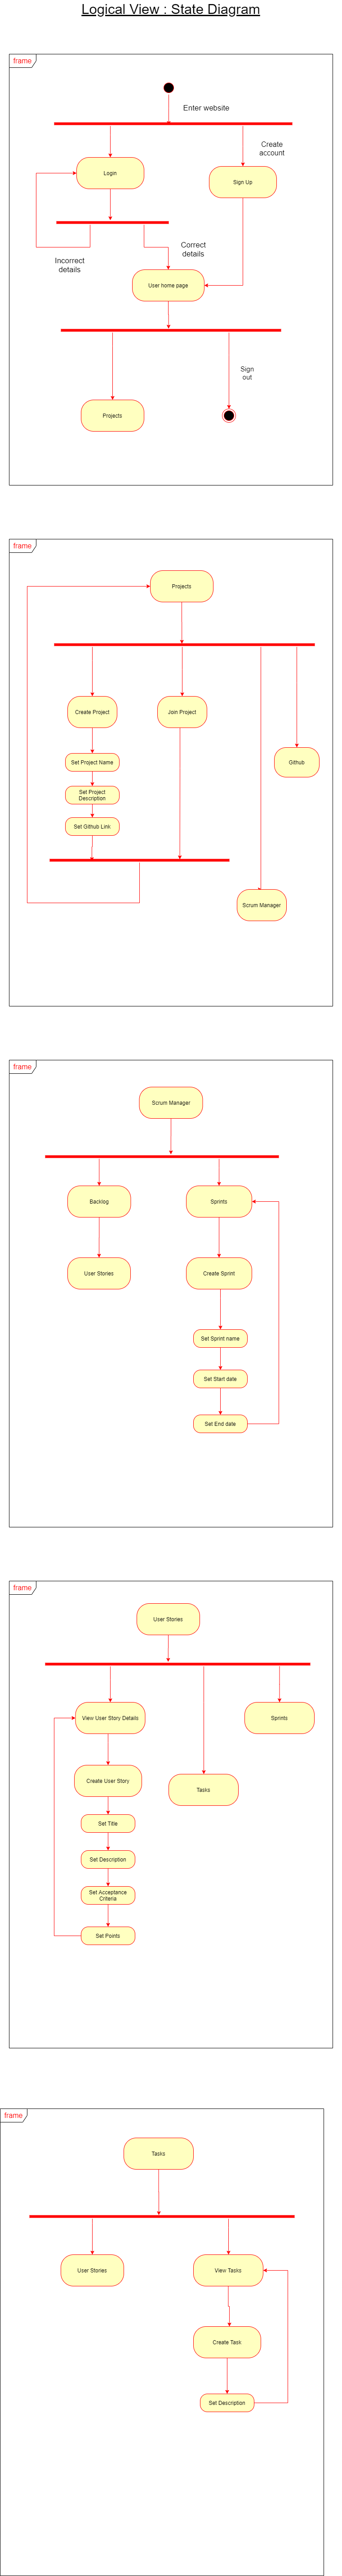 Logical View : State Diagram
frame
Enter website
Create
account
Login
Sign Up
Correct
details
Incorrect
details
User home page
Sign
out
Projects
frame
Projects
Create Project
Join Project
Set Project Name
Github
Set Project
Description
Set Github Link
Scrum Manager
frame
Scrum Manager
Backlog
Sprints
User Stories
Create Sprint
Set Sprint name
Set Start date
Set End date
frame
User Stories
View User Story Details
Sprints
Create User Story
Tasks
Set Title
Set Description
Set Acceptance
Criteria
Set Points
frame
Tasks
User Stories
View Tasks
Create Task
Set Description